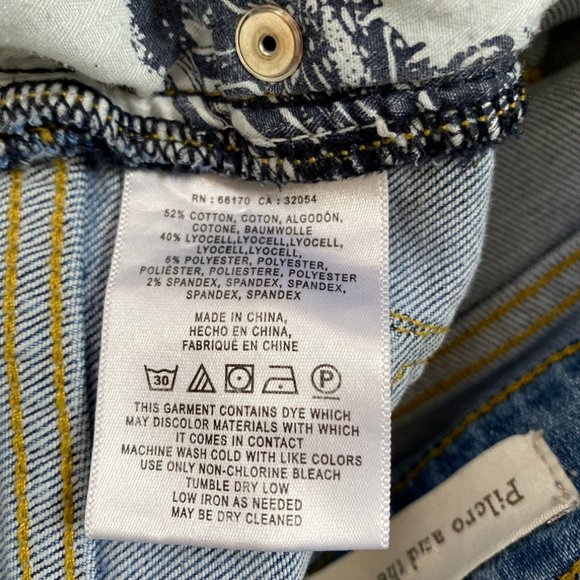 RN : 66170 CA : 32054
52% COTTON, COTON, ALGODÓN,
COTONE, BAUMWOLLE
40% LYOCELL,LYOCELL,LYOCELL,
LYOCELL,LYOCELL
6% POLYESTER, POLYESTER,
POLIÉSTER, POLIESTERE, POLYESTER
2% SPANDEX, SPANDEX, SPANDEX,
SPANDEX, SPANDEX
MADE IN CHINA,
HECHO EN CHINA,
FABRIQUÉ EN CHINE
30 P
THIS GARMENT CONTAINS DYE WHICH
MAY DISCOLOR MATERIALS WITH WHICH
IT COMES IN CONTACT
MACHINE WASH COLD WITH LIKE COLORS
USE ONLY NON-CHLORINE BLEACH
TUMBLE DRY LOW
LOW IRON AS NEEDED
MAY BE DRY CLEANED
Pilcro and the